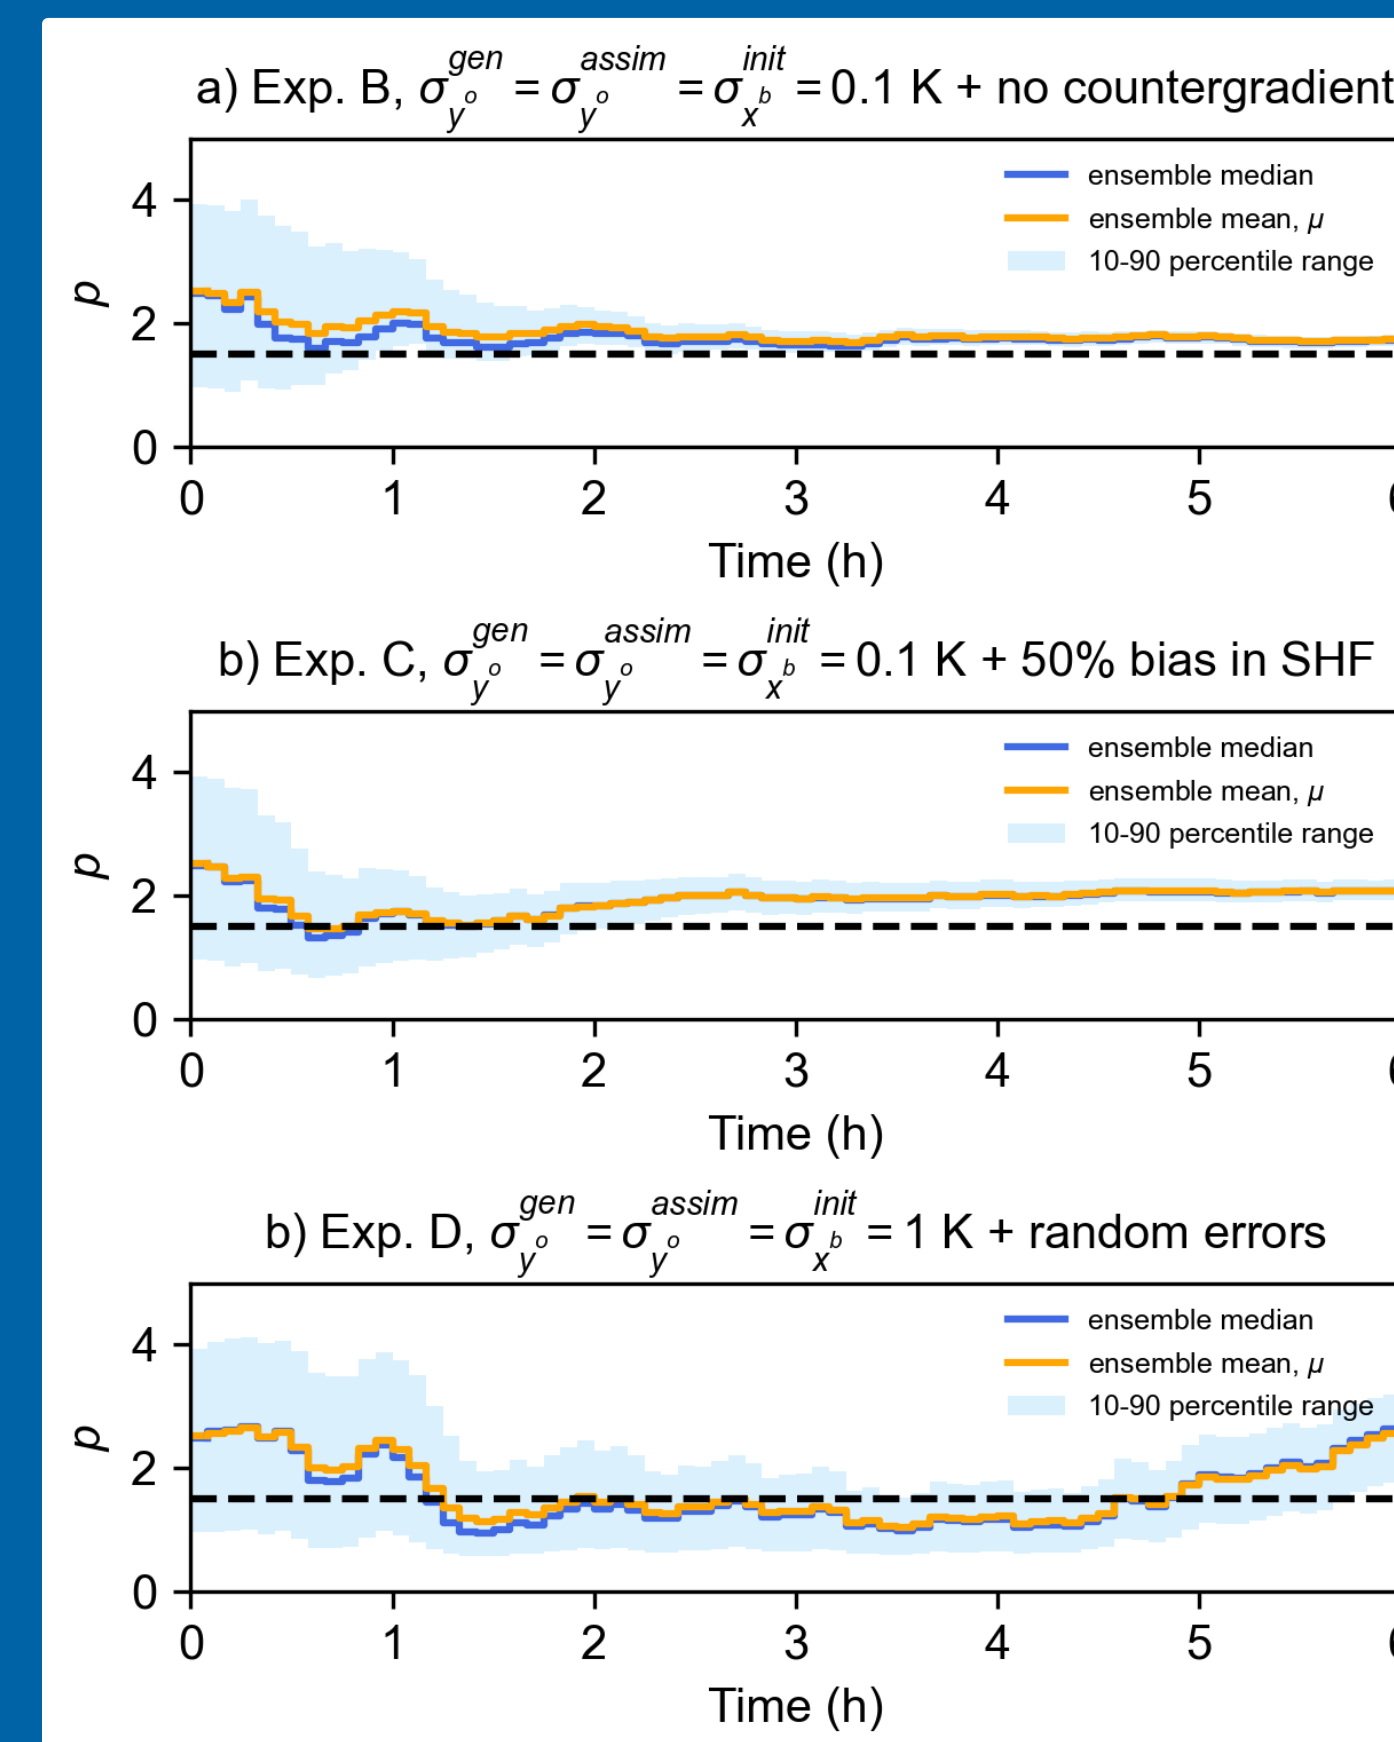 a) Exp. B, σ_{y^o}^{gen} = σ_{y^o}^{assim} = σ_{x^b}^{init} = 0.1 K + no countergradient
ensemble median
ensemble mean, μ
10-90 percentile range
p
4
2
0
0 1 2 3 4 5
Time (h)
b) Exp. C, σ_{y^o}^{gen} = σ_{y^o}^{assim} = σ_{x^b}^{init} = 0.1 K + 50% bias in SHF
ensemble median
ensemble mean, μ
10-90 percentile range
p
4
2
0
0 1 2 3 4 5
Time (h)
b) Exp. D, σ_{y^o}^{gen} = σ_{y^o}^{assim} = σ_{x^b}^{init} = 1 K + random errors
ensemble median
ensemble mean, μ
10-90 percentile range
p
4
2
0
0 1 2 3 4 5
Time (h)